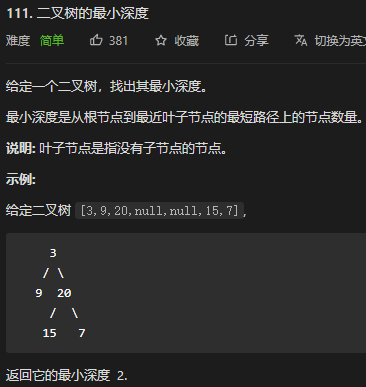 111. 二叉树的最小深度
难度 简单 381 收藏 分享 切换为英
给定一个二叉树，找出其最小深度。
最小深度是从根节点到最近叶子节点的最短路径上的节点数量。
说明: 叶子节点是指没有子节点的节点。
示例:
给定二叉树 [3,9,20,null,null,15,7],
3
/ \
9 20
/ \
15 7
返回它的最小深度 2.